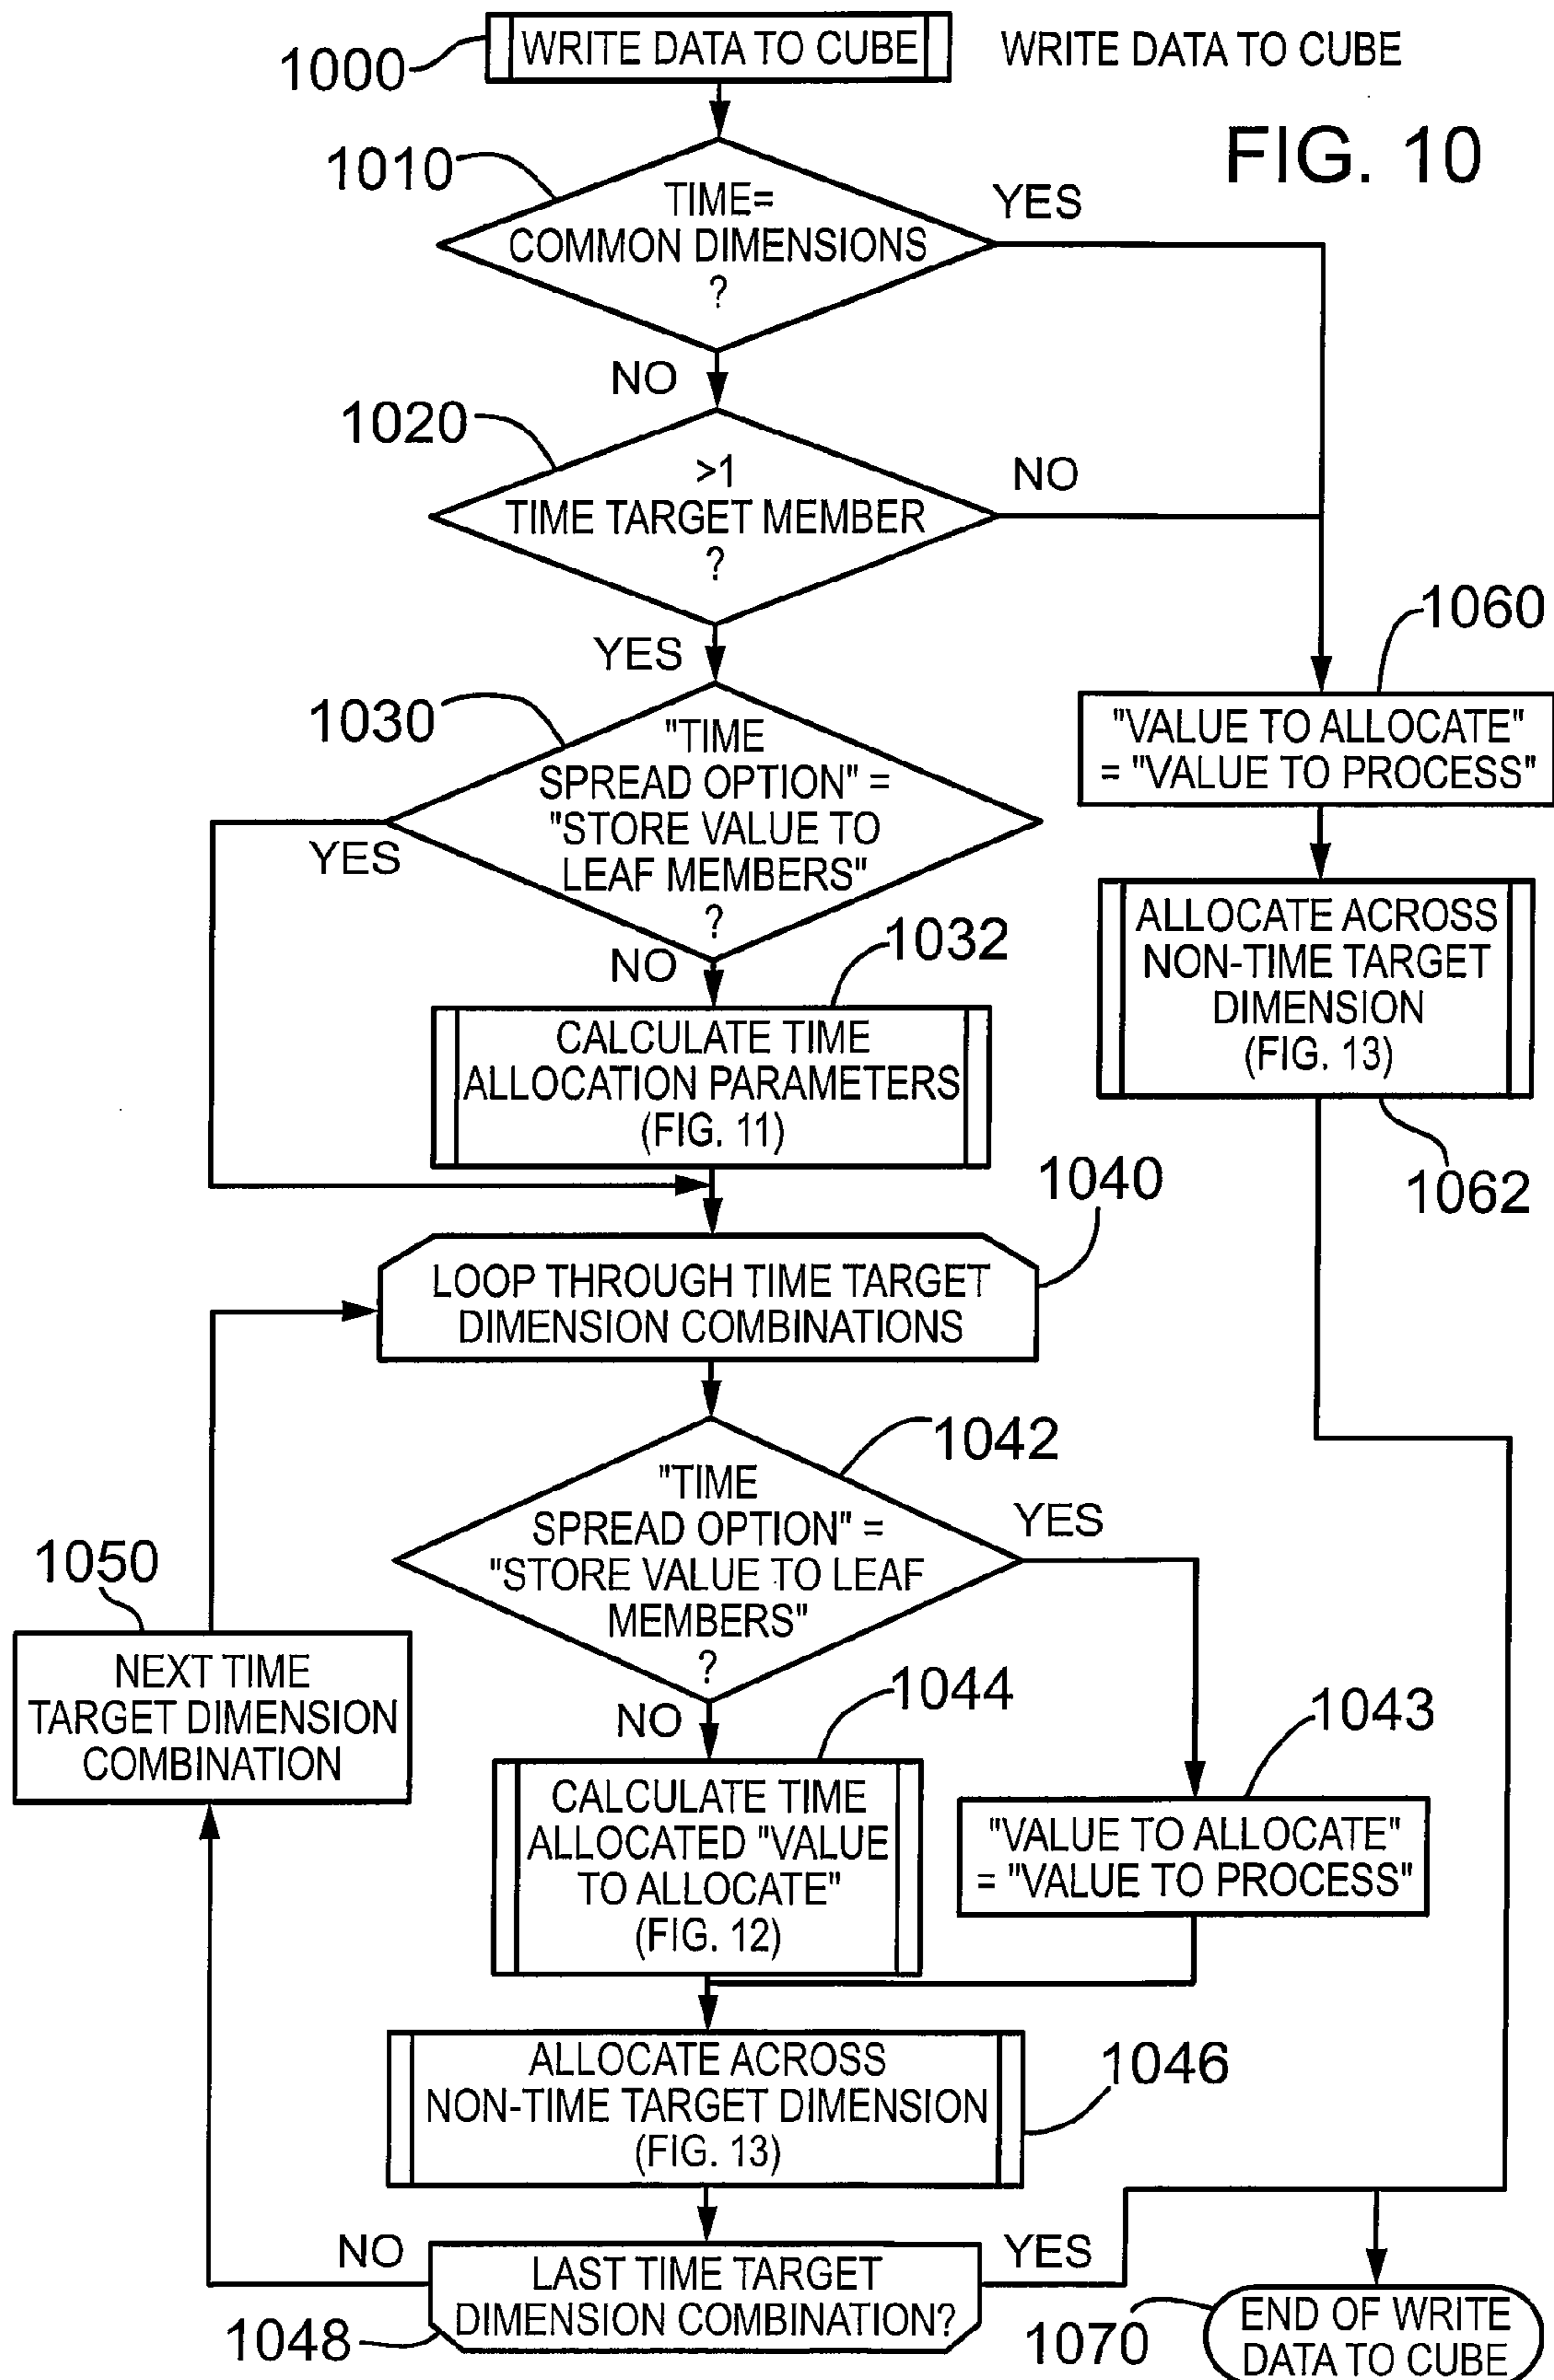 1000
WRITE DATA TO CUBE
WRITE DATA TO CUBE
FIG. 10
1010
TIME=
COMMON DIMENSIONS
?
YES
NO
1020
>1
TIME TARGET MEMBER
?
NO
YES
1030
"TIME
SPREAD OPTION" =
"STORE VALUE TO
LEAF MEMBERS"
?
YES
NO
1060
"VALUE TO ALLOCATE"
= "VALUE TO PROCESS"
1032
CALCULATE TIME
ALLOCATION PARAMETERS
(FIG. 11)
ALLOCATE ACROSS
NON-TIME TARGET
DIMENSION
(FIG. 13)
1062
1040
LOOP THROUGH TIME TARGET
DIMENSION COMBINATIONS
1042
"TIME
SPREAD OPTION" =
"STORE VALUE TO LEAF
MEMBERS"
?
YES
NO
1050
NEXT TIME
TARGET DIMENSION
COMBINATION
1044
CALCULATE TIME
ALLOCATED "VALUE
TO ALLOCATE"
(FIG. 12)
1043
"VALUE TO ALLOCATE"
= "VALUE TO PROCESS"
ALLOCATE ACROSS
NON-TIME TARGET DIMENSION
(FIG. 13)
1046
NO
LAST TIME TARGET
DIMENSION COMBINATION?
YES
1048
1070
END OF WRITE
DATA TO CUBE